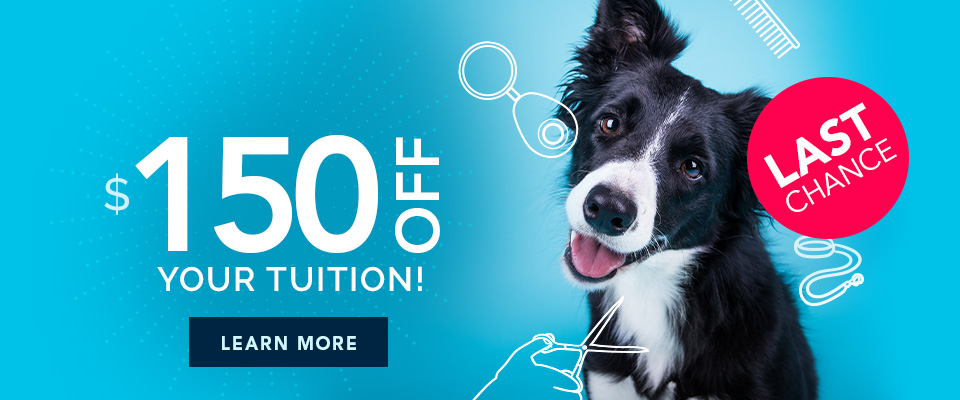 $150 OFF
YOUR TUITION!
LEARN MORE
LAST
CHANCE